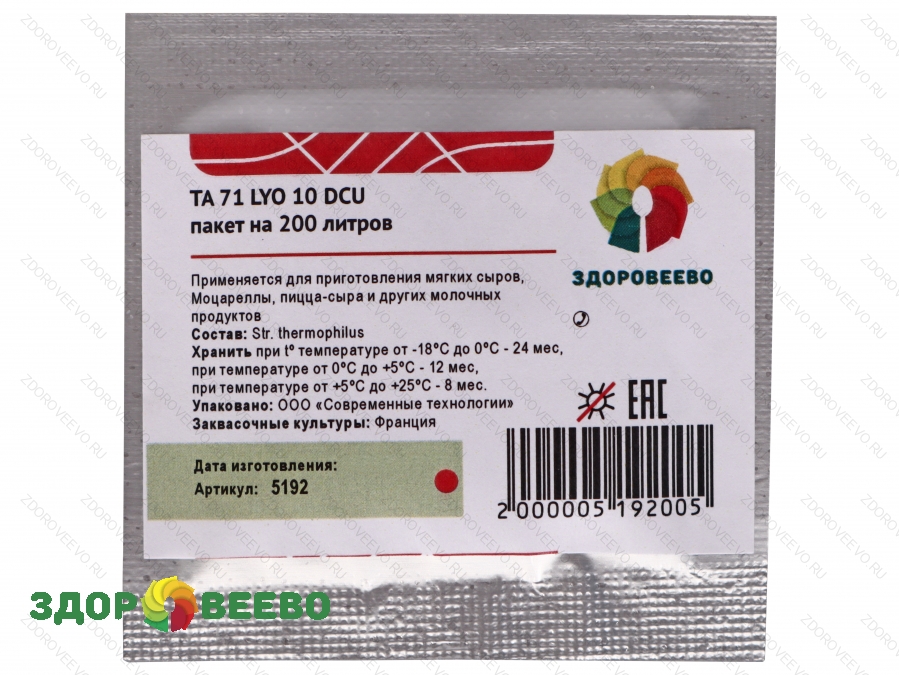 TA 71 LYO 10 DCU
пакет на 200 литров
ЗДОРОВЕЕВО
Применяется для приготовления мягких сыров,
Моцареллы, пицца-сыра и других молочных
продуктов
Состав: Str. thermophilus
Хранить при t° температуре от -18°С до 0°С - 24 мес,
при температуре от 0°С до +5°С - 12 мес,
при температуре от +5°С до +25°С - 8 мес.
Упаковано: ООО «Современные технологии»
Заквасочные культуры: Франция
EAC
Дата изготовления:
Артикул: 5192
2 000005 192005
ЗДОРОВЕЕВО
ZDOROVEEVO.RU